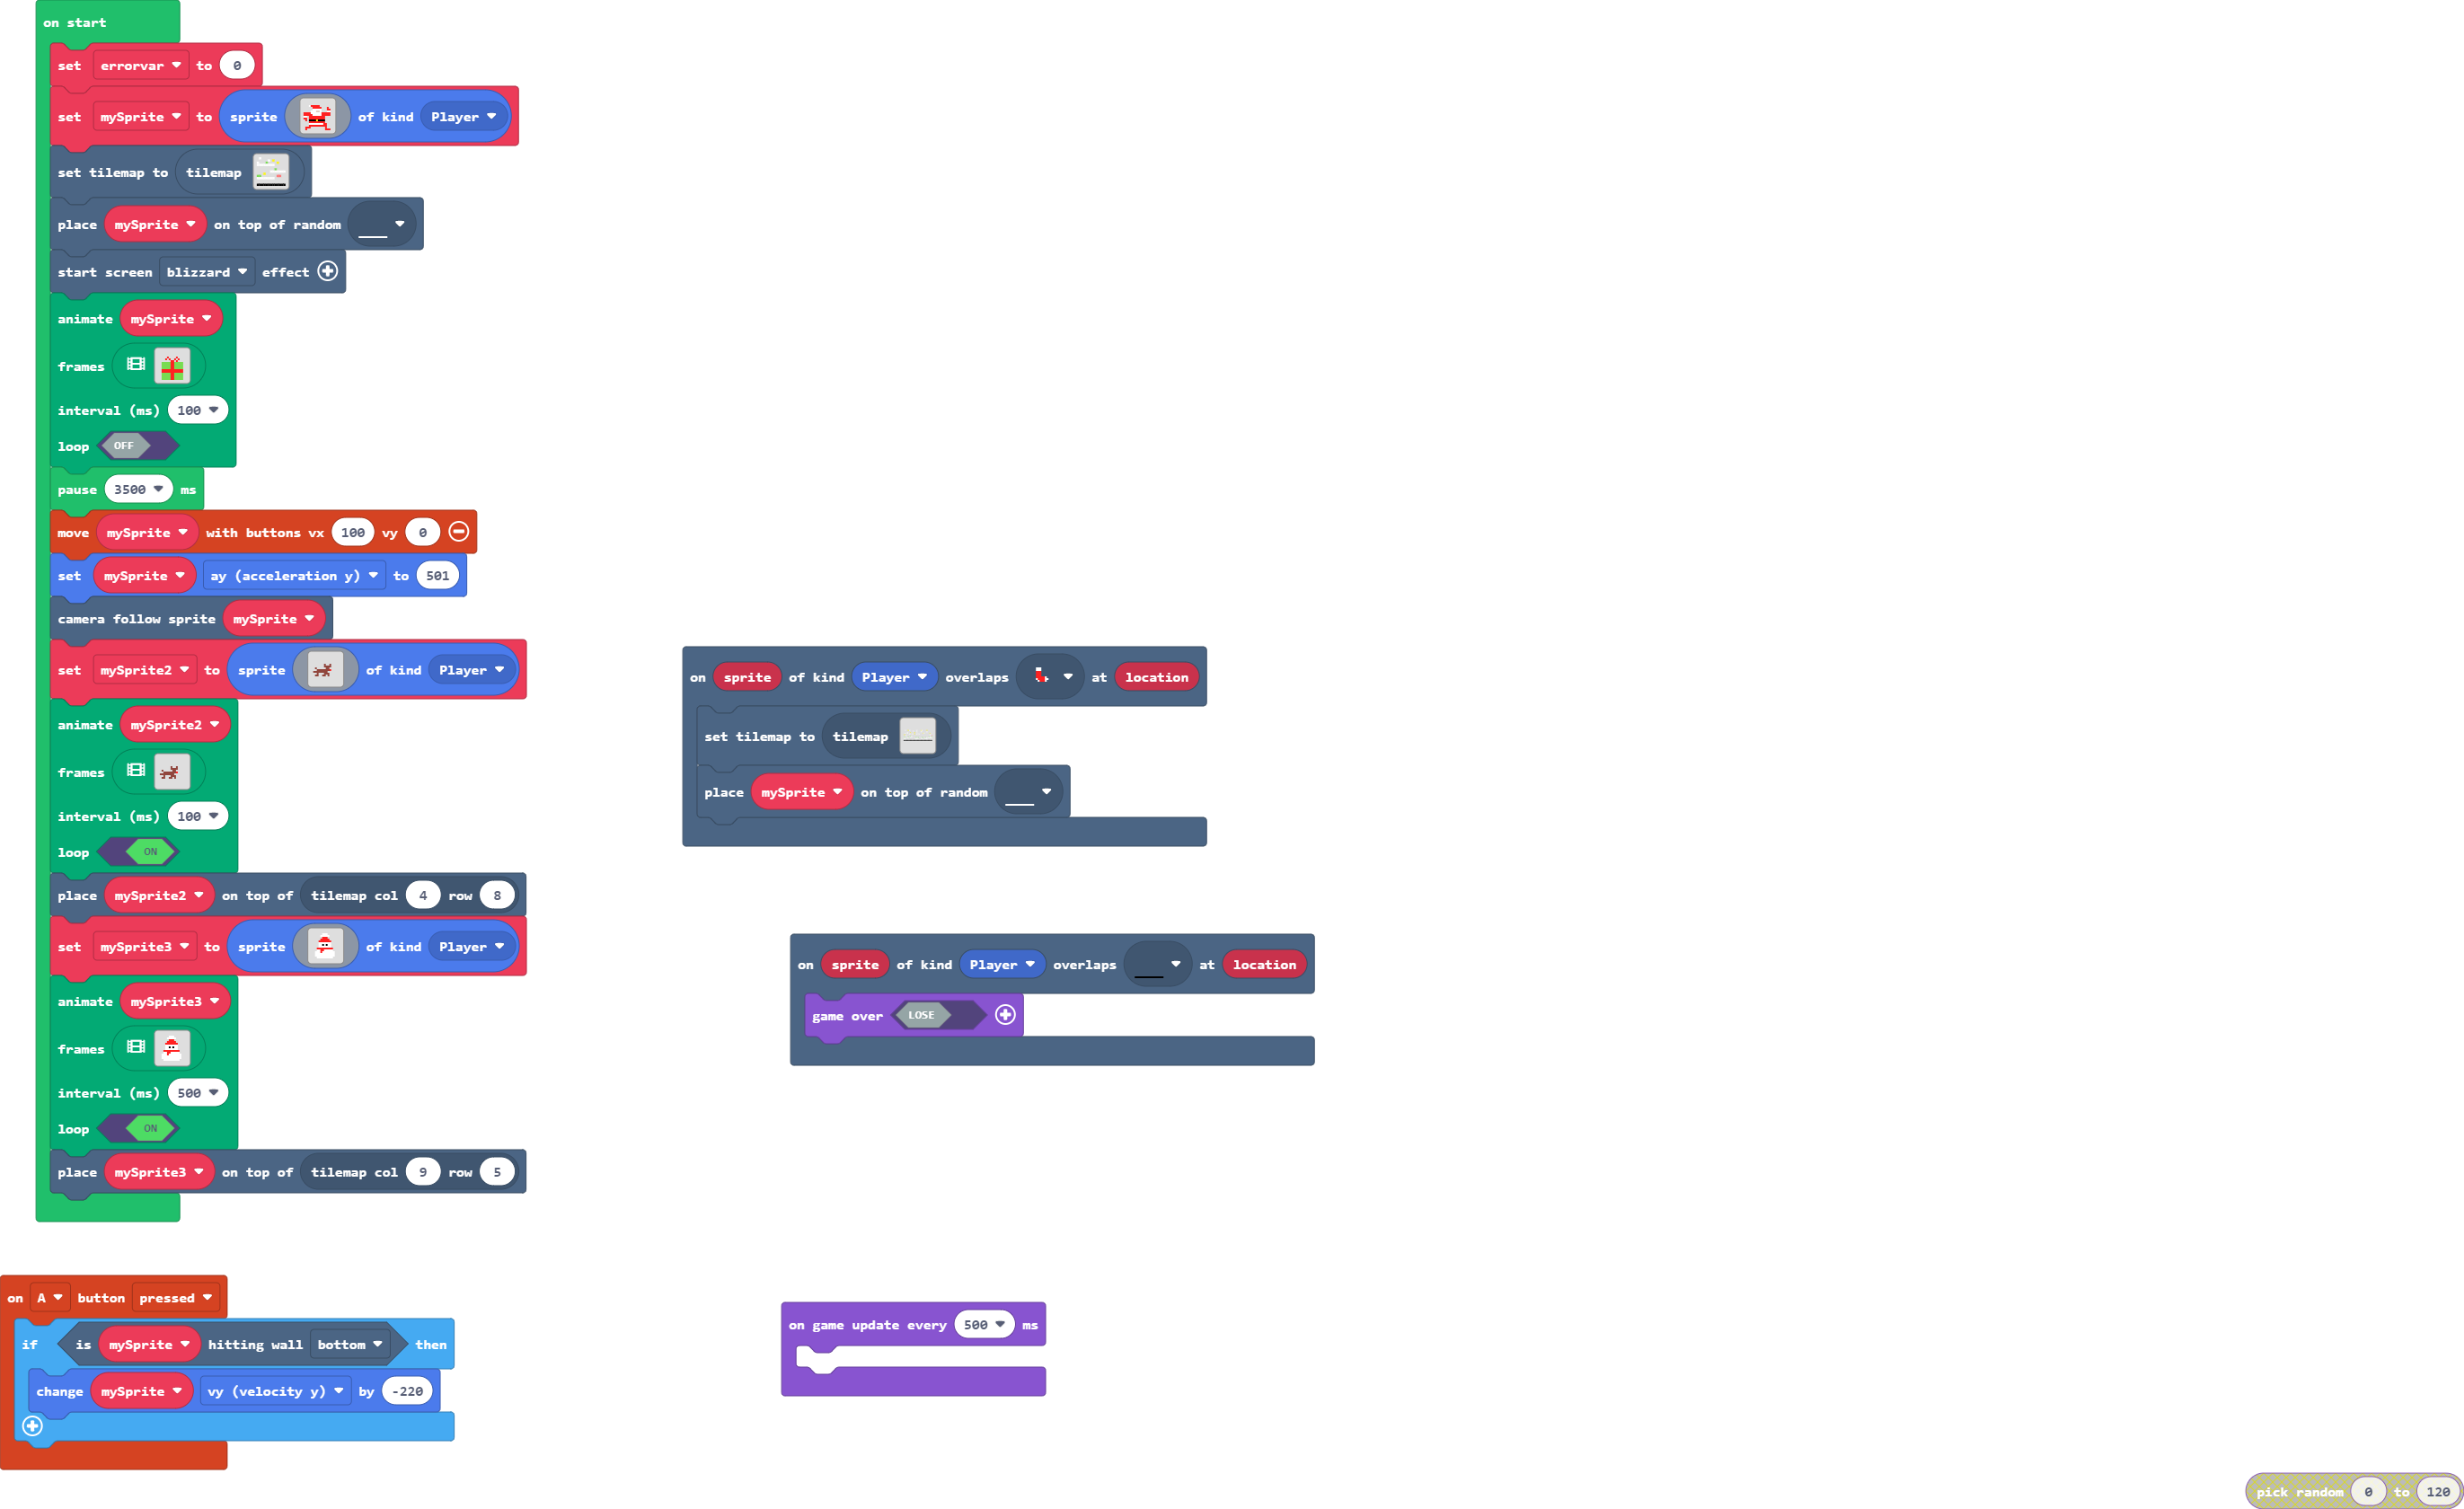 on start
set errorvar to 0
set mySprite to sprite of kind Player
set tilemap to tilemap
place mySprite on top of random
start screen blizzard effect
animate mySprite
frames
interval (ms) 100
loop OFF
pause 3500 ms
move mySprite with buttons vx 100 vy 0
set mySprite ay (acceleration y) to 501
camera follow sprite mySprite
set mySprite2 to sprite of kind Player
animate mySprite2
frames
interval (ms) 100
loop ON
place mySprite2 on top of tilemap col 4 row 8
set mySprite3 to sprite of kind Player
animate mySprite3
frames
interval (ms) 500
loop ON
place mySprite3 on top of tilemap col 9 row 5
on A button pressed
if is mySprite hitting wall bottom then
change mySprite vy (velocity y) by -220
on sprite of kind Player overlaps at location
set tilemap to tilemap
place mySprite on top of random
on sprite of kind Player overlaps at location
game over LOSE
on game update every 500 ms
pick random 0 to 120